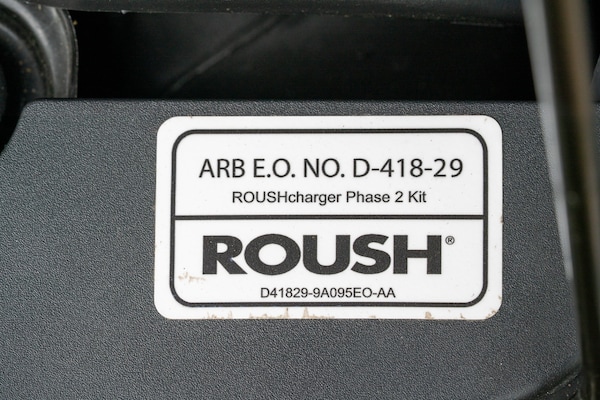 ARB E.O. NO. D-418-29
ROUSHcharger Phase 2 Kit
ROUSH®
D41829-9A095EO-AA